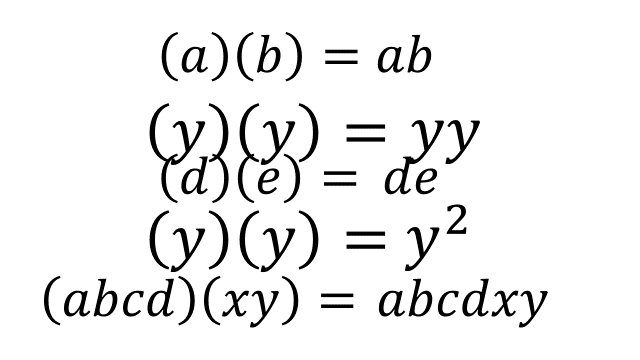 (a)(b) = ab
(y)(y) = yy
(d)(e) = de
(y)(y) = y²
(abcd)(xy) = abcdxy